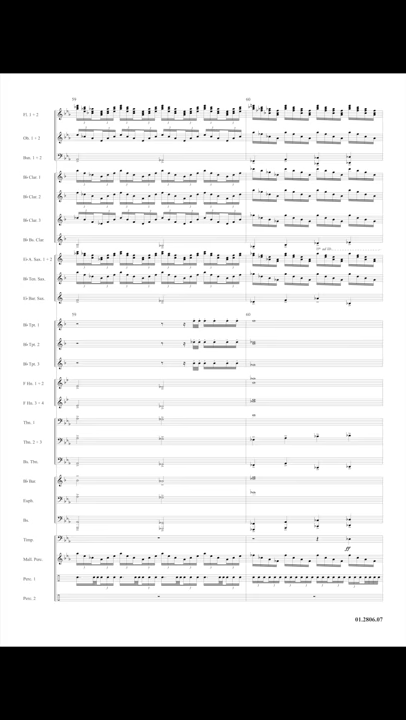 59
60
Fl. 1 + 2
Ob. 1 + 2
Bsn. 1 + 2
B♭ Clar. 1
B♭ Clar. 2
B♭ Clar. 3
B♭ Bs. Clar
E♭ A. Sax. 1 + 2
B♭ Ten. Sax.
E♭ Bar. Sax.
59
60
B♭ Tpt. 1
B♭ Tpt. 2
B♭ Tpt. 3
F Hn. 1 + 2
F Hn. 3 + 4
Tbn. 1
Tbn. 2 + 3
Bs. Tbn.
B♭ Bar.
Euph.
Bs.
Timp.
ff
Mall. Perc.
Perc. 1
Perc. 2
01.2806.07